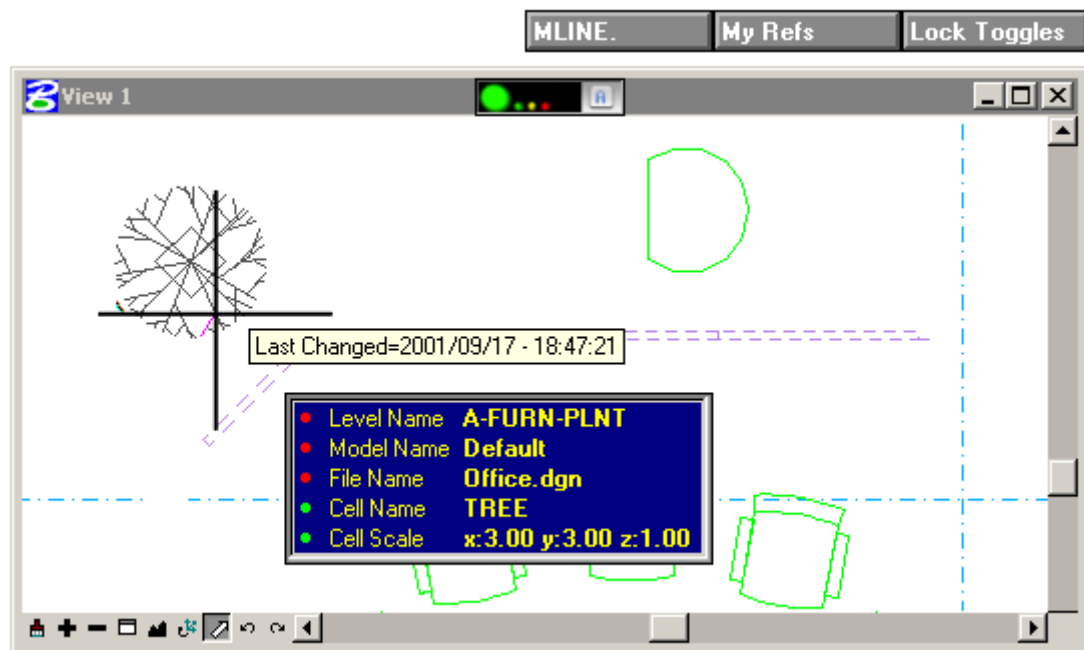 MLINE. My Refs Lock Toggles
View 1
A
Last Changed=2001/09/17 - 18:47:21
Level Name A-FURN-PLNT
Model Name Default
File Name Office.dgn
Cell Name TREE
Cell Scale x:3.00 y:3.00 z:1.00